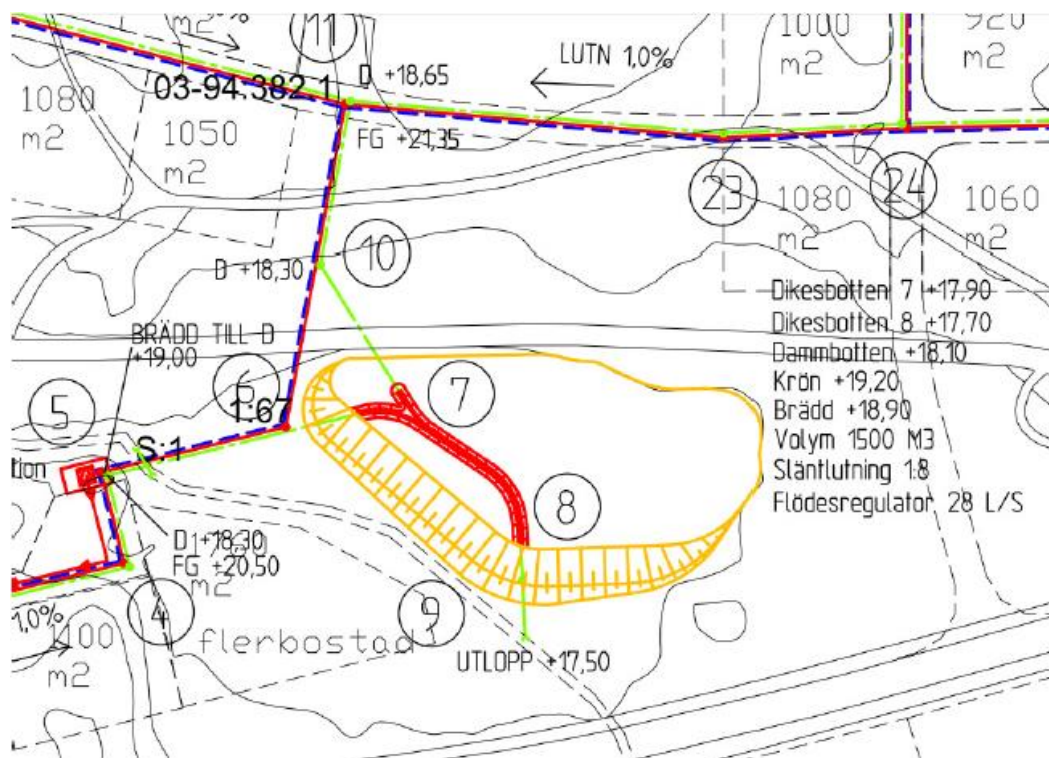 m2
11
D +18,65
LUTN 1,0%
1000
m2
920
m2
03-94.382.1
1080
m2
1050
m2
FG +21,35
23
1080
m2
24
1060
m2
10
D +18,30
Dikesbotten 7 +17,90
Dikesbotten 8 +17,70
Dammbotten +18,10
Krön +19,20
Brädd +18,90
Volym 1500 M3
Släntlutning 1:8
Flödesregulator 28 L/S
BRÄDD TILL D
+19,00
6
7
5
1:67
S:1
tion
8
D +18,30
FG +20,50
m2
4
9
1,0%
1100
m2
flerbostad
UTLOPP +17,50